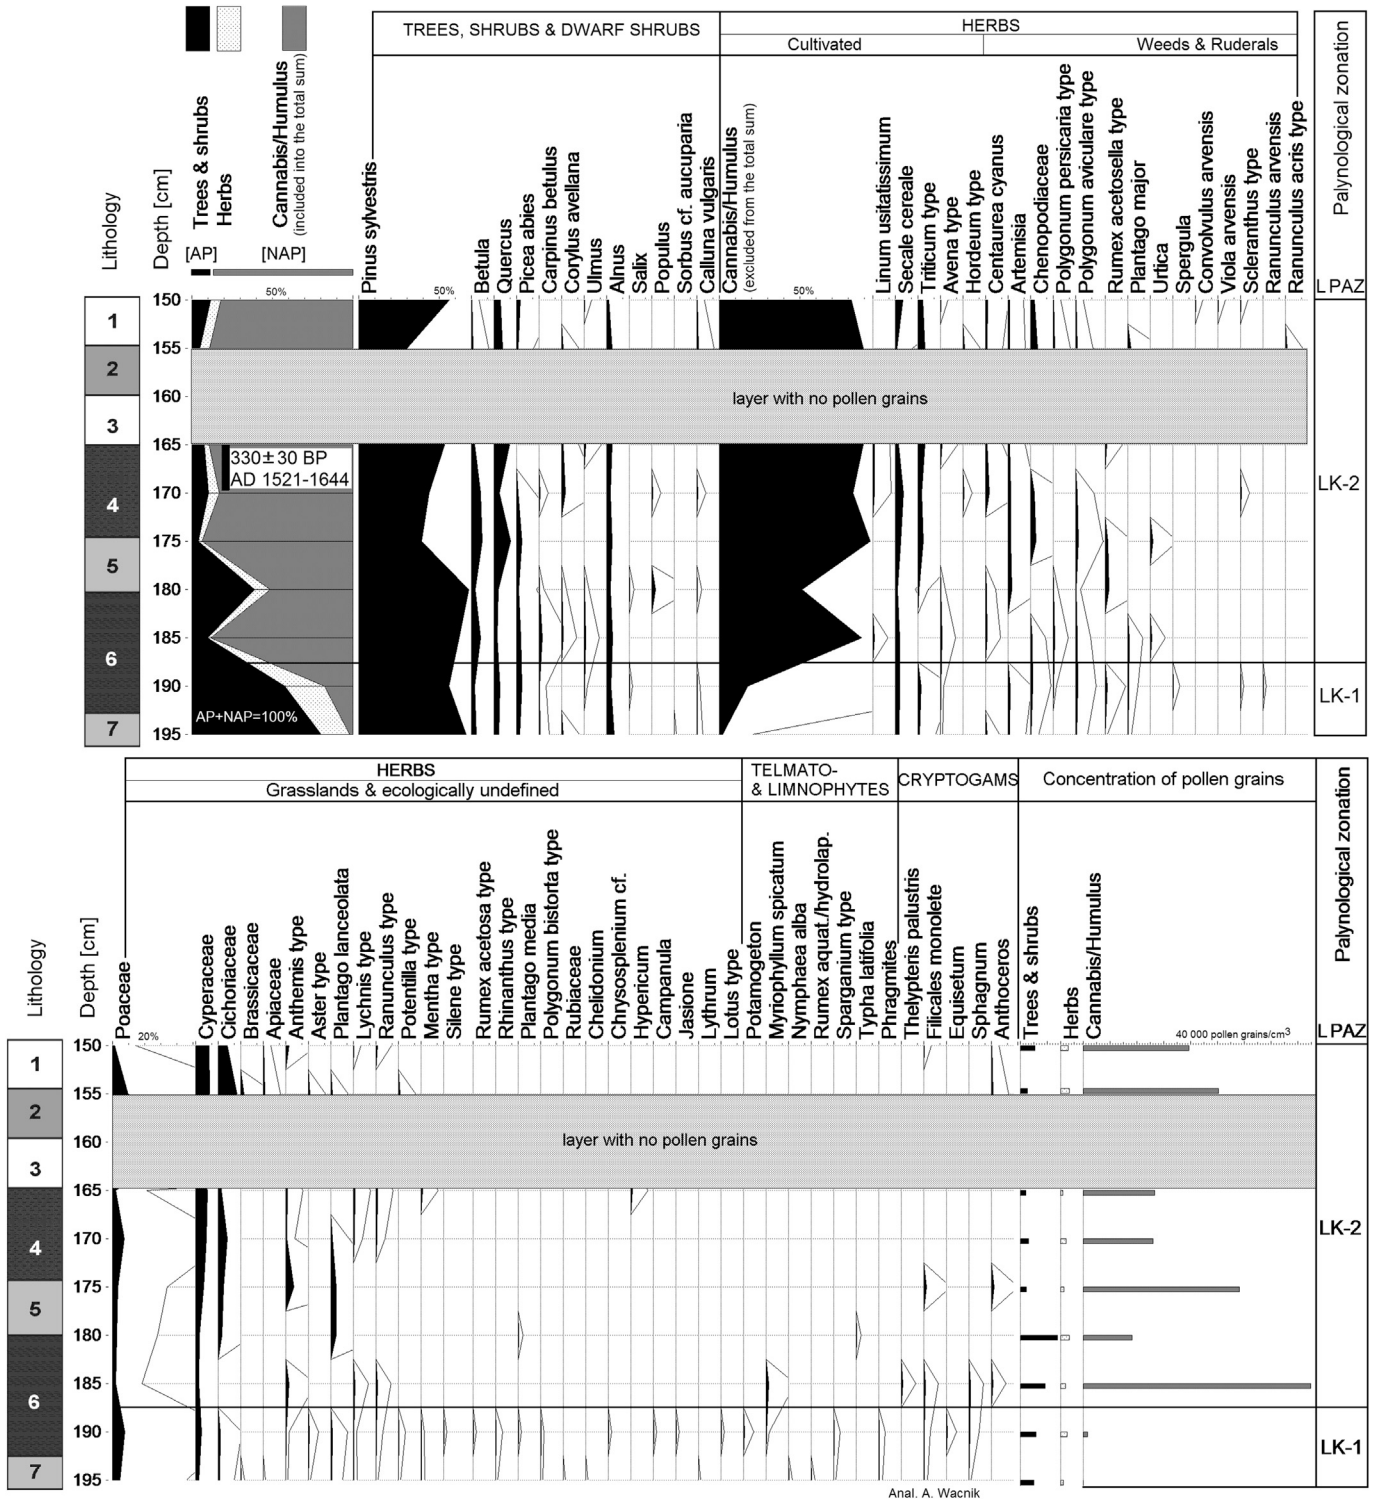 TREES, SHRUBS & DWARF SHRUBS
HERBS
Cultivated
Weeds & Ruderals
Palynological zonation
L PAZ
Lithology
Depth [cm]
Trees & shrubs
Herbs
Cannabis/Humulus
(included into the total sum)
[AP]
[NAP]
50%
Pinus sylvestris
50%
Betula
Quercus
Picea abies
Carpinus betulus
Corylus avellana
Ulmus
Alnus
Salix
Populus
Sorbus cf. aucuparia
Calluna vulgaris
Cannabis/Humulus
(excluded from the total sum)
50%
Linum usitatissimum
Secale cereale
Triticum type
Avena type
Hordeum type
Centaurea cyanus
Artemisia
Chenopodiaceae
Polygonum persicaria type
Polygonum aviculare type
Rumex acetosella type
Plantago major
Urtica
Spergula
Convolvulus arvensis
Viola arvensis
Scleranthus type
Ranunculus arvensis
Ranunculus acris type
1
2
3
4
5
6
7
150
155
160
165
170
175
180
185
190
195
layer with no pollen grains
330±30 BP
AD 1521-1644
AP+NAP=100%
LK-2
LK-1
HERBS
Grasslands & ecologically undefined
TELMATO-
& LIMNOPHYTES
CRYPTOGAMS
Concentration of pollen grains
Palynological zonation
L PAZ
Lithology
Depth [cm]
Poaceae
20%
Cyperaceae
Cichoriaceae
Brassicaceae
Apiaceae
Anthemis type
Aster type
Plantago lanceolata
Lychnis type
Ranunculus type
Potentilla type
Mentha type
Silene type
Rumex acetosa type
Rhinanthus type
Plantago media
Polygonum bistorta type
Rubiaceae
Chelidonium
Chrysosplenium cf.
Hypericum
Campanula
Jasione
Lythrum
Lotus type
Potamogeton
Myriophyllum spicatum
Nymphaea alba
Rumex aquat./hydrolap.
Sparganium type
Typha latifolia
Phragmites
Thelypteris palustris
Filicales monolete
Equisetum
Sphagnum
Anthoceros
Trees & shrubs
Herbs
Cannabis/Humulus
40 000 pollen grains/cm3
1
2
3
4
5
6
7
150
155
160
165
170
175
180
185
190
195
layer with no pollen grains
LK-2
LK-1
Anal. A. Wacnik